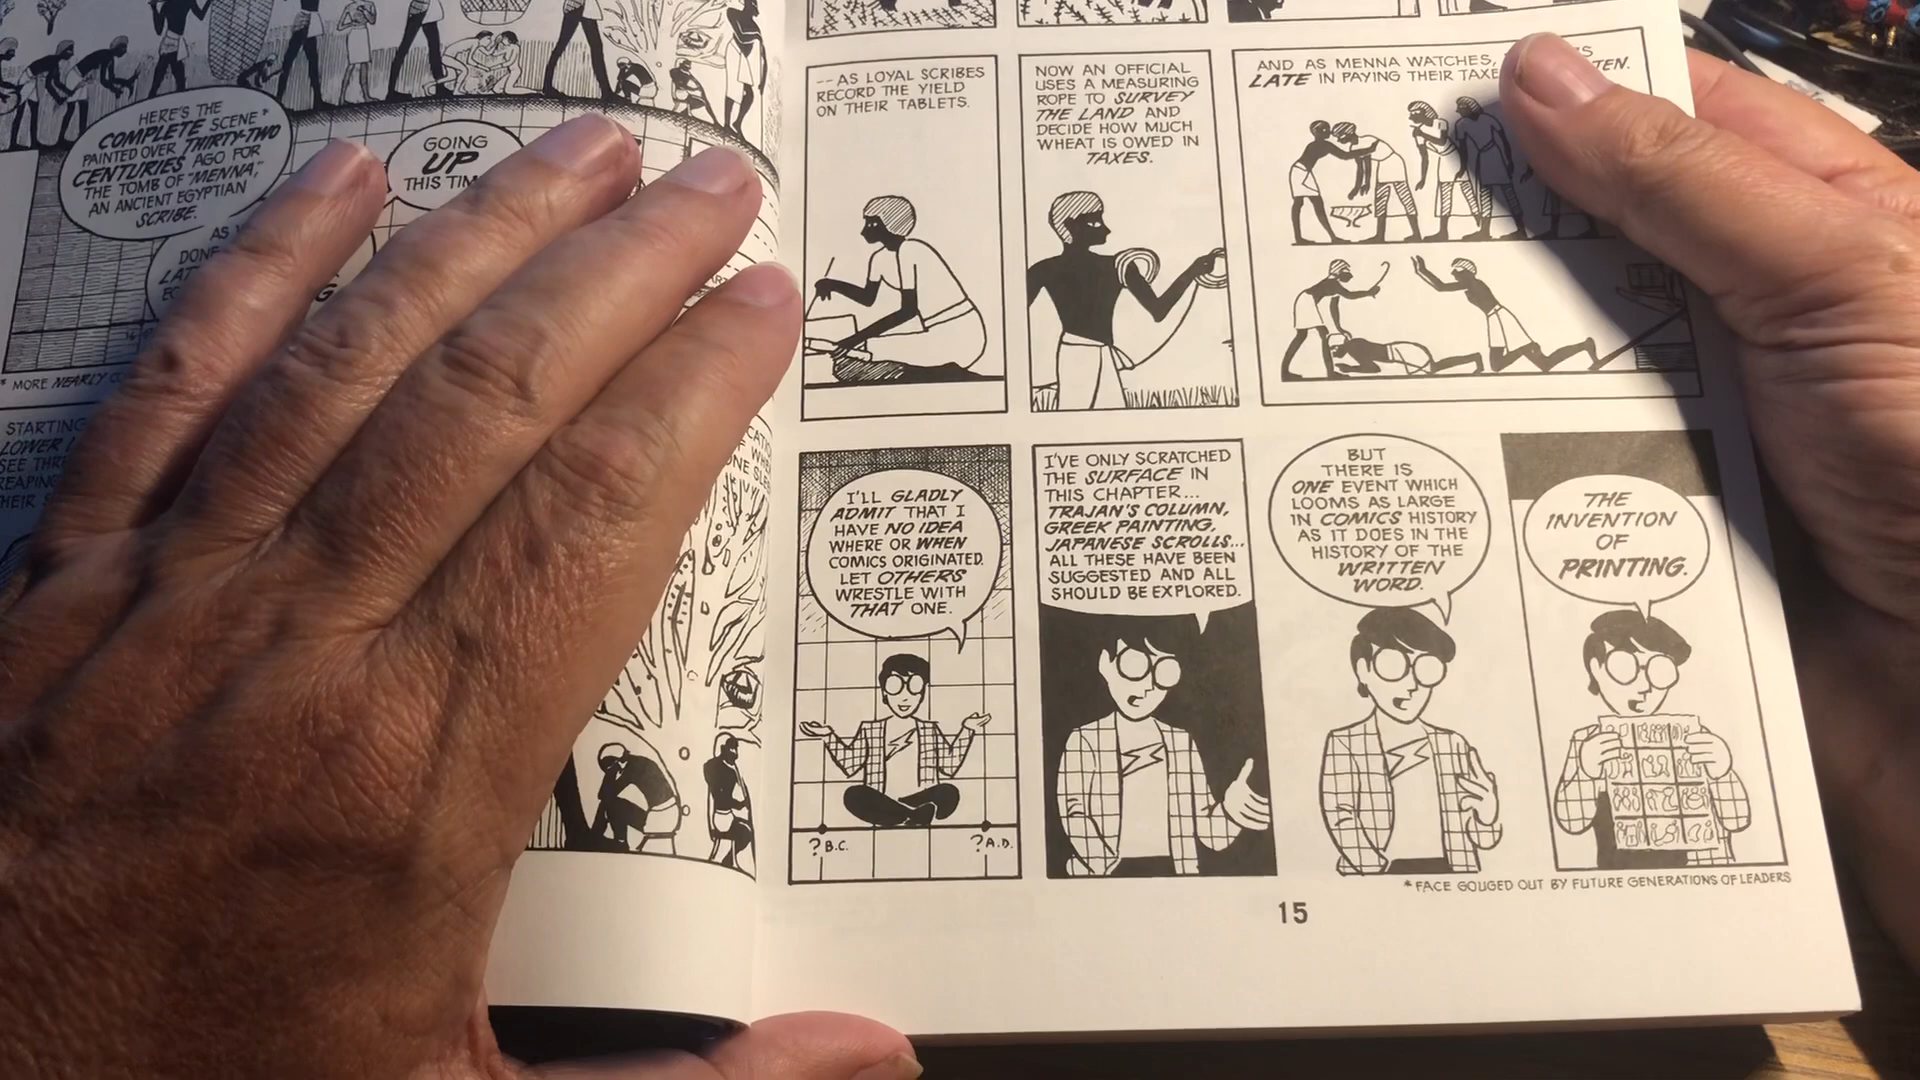 HERE'S THE
COMPLETE SCENE *
PAINTED OVER THIRTY-TWO
CENTURIES AGO FOR
THE TOMB OF "MENNA,"
AN ANCIENT EGYPTIAN
SCRIBE.
GOING
UP
THIS
AS
* MORE NEARLY
STARTING
LOWER
SEE
REAPING
-- AS LOYAL SCRIBES
RECORD THE YIELD
ON THEIR TABLETS.
NOW AN OFFICIAL
USES A MEASURING
ROPE TO SURVEY
THE LAND AND
DECIDE HOW MUCH
WHEAT IS OWED IN
TAXES.
AND AS MENNA WATCHES,
LATE IN PAYING THEIR
I'LL GLADLY
ADMIT THAT I
HAVE NO IDEA
WHERE OR WHEN
COMICS ORIGINATED.
LET OTHERS
WRESTLE WITH
THAT ONE.
? B.C.
? A.D.
I'VE ONLY SCRATCHED
THE SURFACE IN
THIS CHAPTER...
TRAJAN'S COLUMN,
GREEK PAINTING,
JAPANESE SCROLLS...
ALL THESE HAVE BEEN
SUGGESTED AND ALL
SHOULD BE EXPLORED.
BUT
THERE IS
ONE EVENT WHICH
LOOMS AS LARGE
IN COMICS HISTORY
AS IT DOES IN THE
HISTORY OF THE
WRITTEN
WORD.
THE
INVENTION
OF
PRINTING.
* FACE GOUGED OUT BY FUTURE GENERATIONS OF LEADERS
15